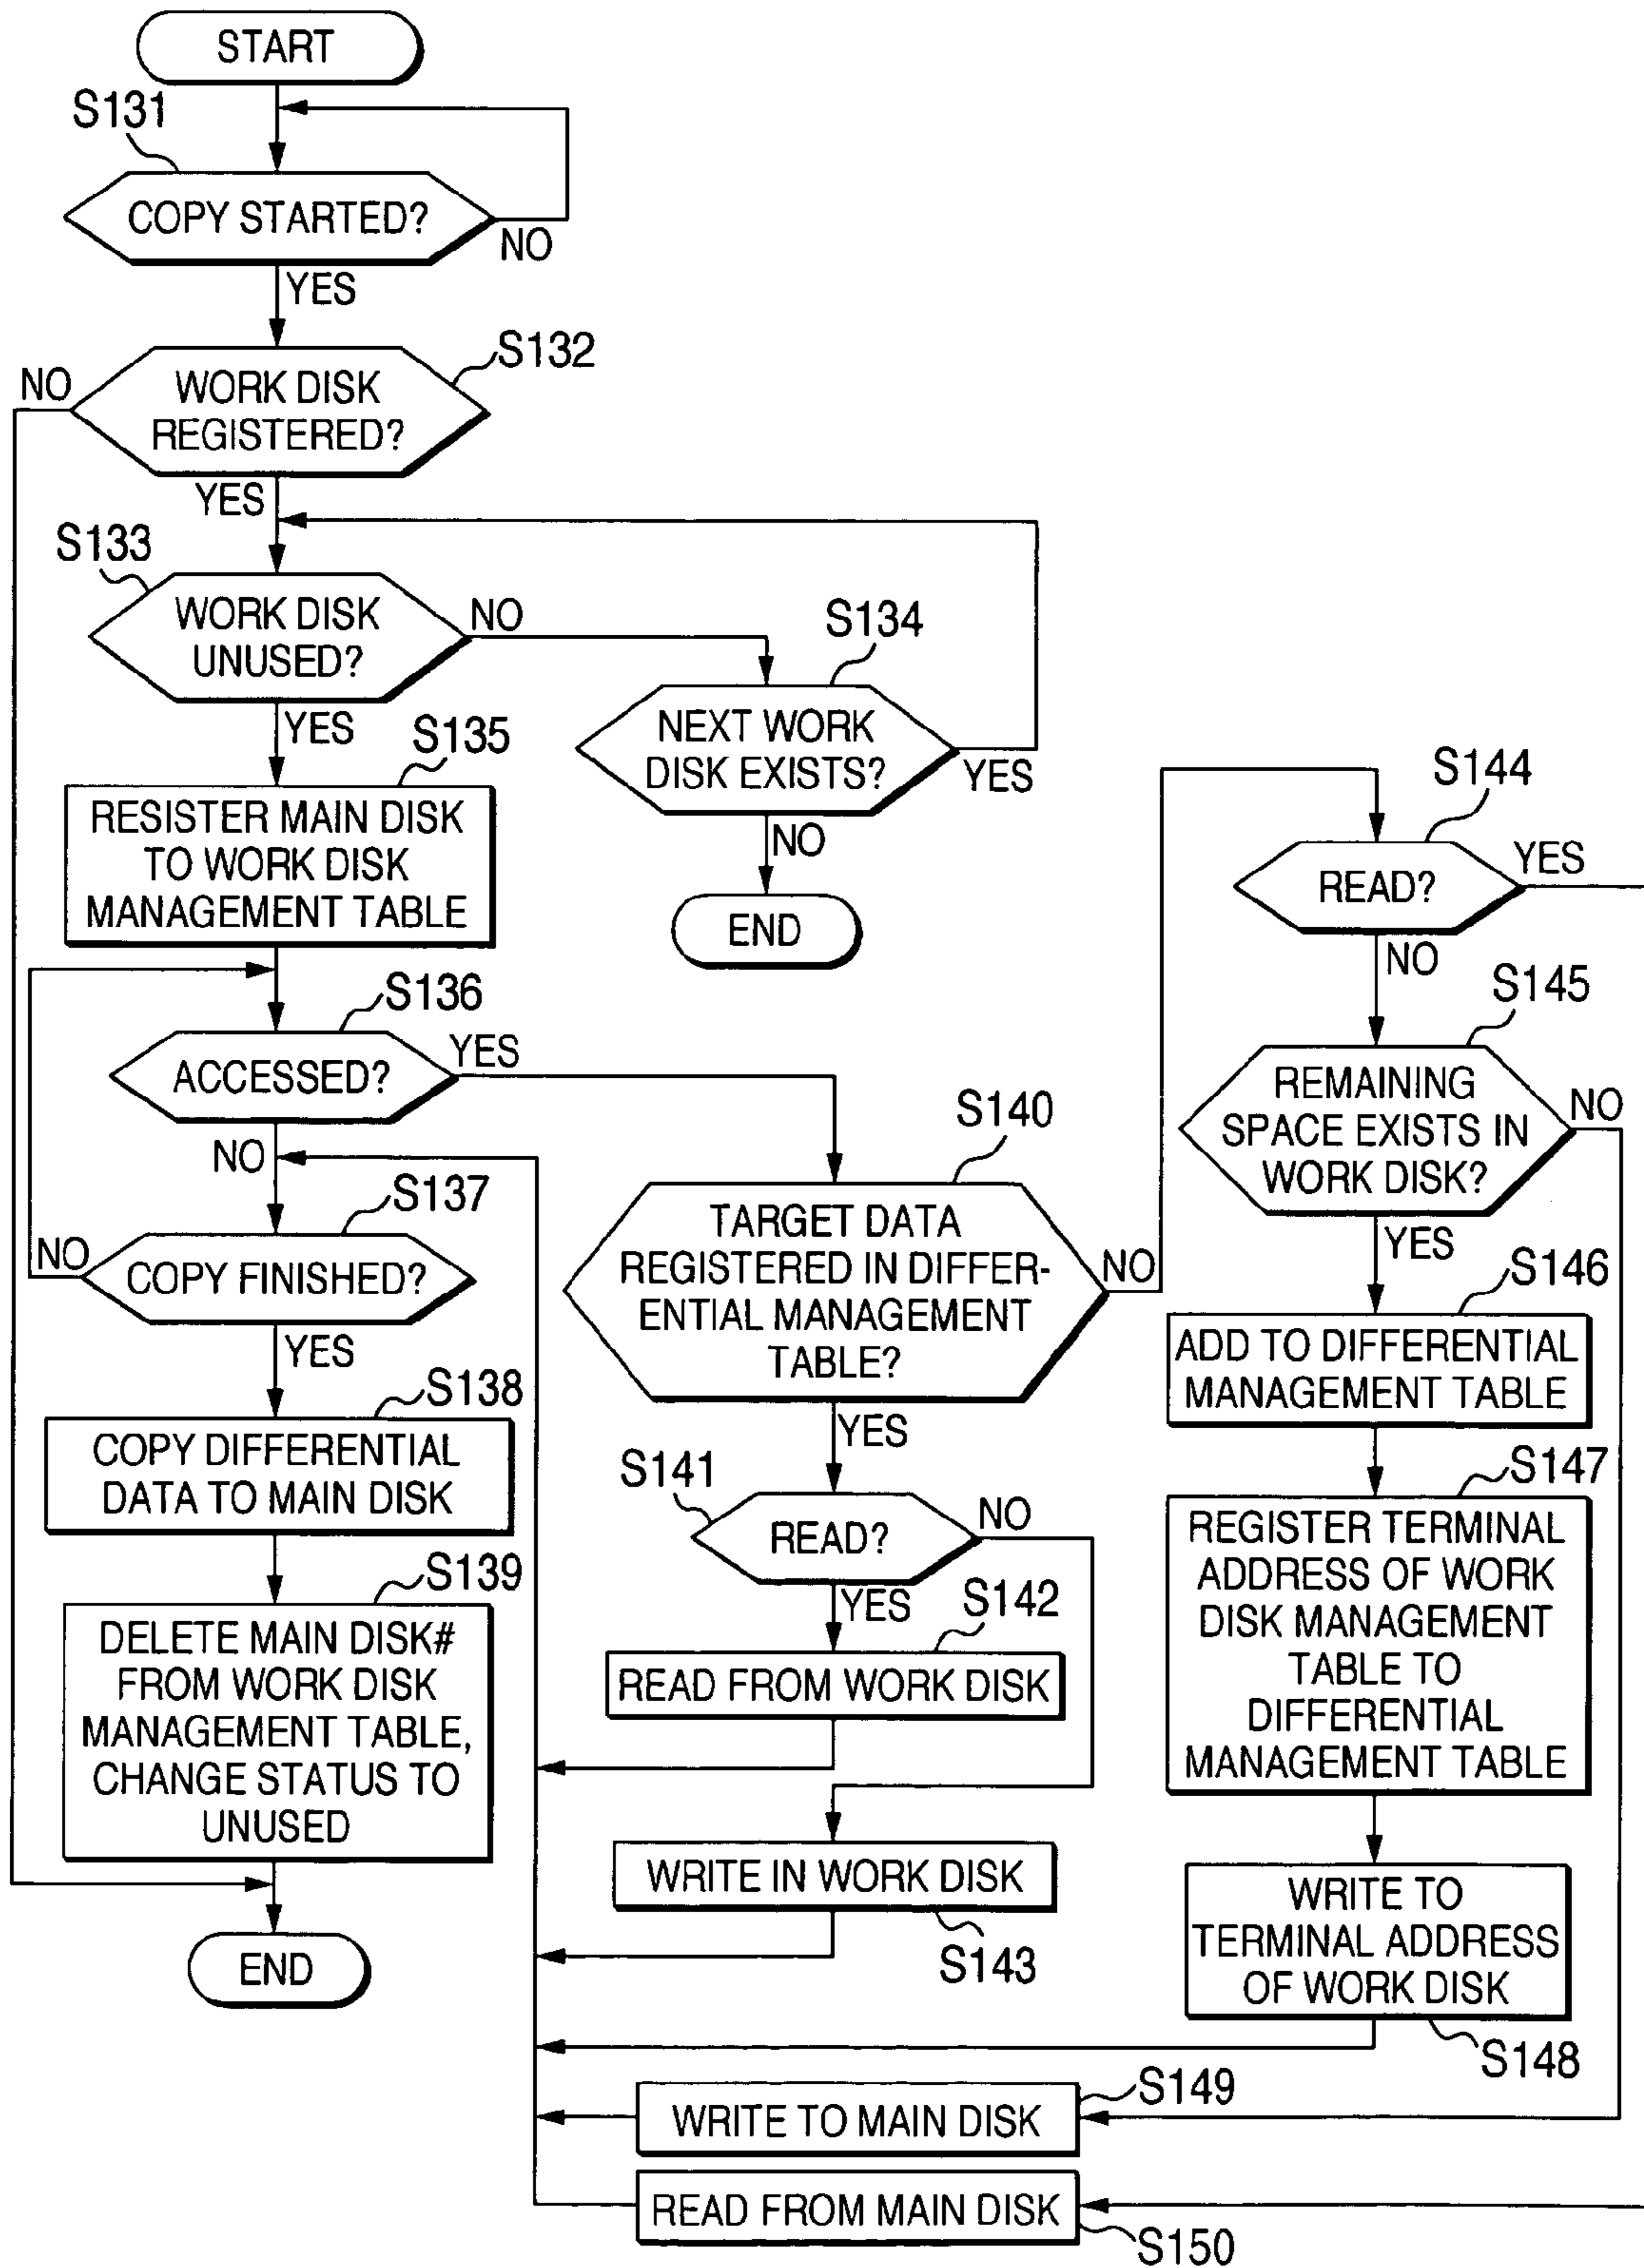 START
S131
COPY STARTED?
NO
YES
S132
NO
WORK DISK
REGISTERED?
YES
S133
WORK DISK
UNUSED?
NO
S134
YES
NEXT WORK
DISK EXISTS?
YES
NO
END
S135
RESISTER MAIN DISK
TO WORK DISK
MANAGEMENT TABLE
S136
ACCESSED?
YES
NO
S137
NO
COPY FINISHED?
YES
S138
COPY DIFFERENTIAL
DATA TO MAIN DISK
S139
DELETE MAIN DISK#
FROM WORK DISK
MANAGEMENT TABLE,
CHANGE STATUS TO
UNUSED
END
S140
TARGET DATA
REGISTERED IN DIFFER-
ENTIAL MANAGEMENT
TABLE?
NO
YES
S141
READ?
NO
YES
S142
READ FROM WORK DISK
WRITE IN WORK DISK
S143
S144
READ?
YES
NO
S145
REMAINING
SPACE EXISTS IN
WORK DISK?
NO
YES
S146
ADD TO DIFFERENTIAL
MANAGEMENT TABLE
S147
REGISTER TERMINAL
ADDRESS OF WORK
DISK MANAGEMENT
TABLE TO
DIFFERENTIAL
MANAGEMENT TABLE
WRITE TO
TERMINAL ADDRESS
OF WORK DISK
S148
S149
WRITE TO MAIN DISK
READ FROM MAIN DISK
S150